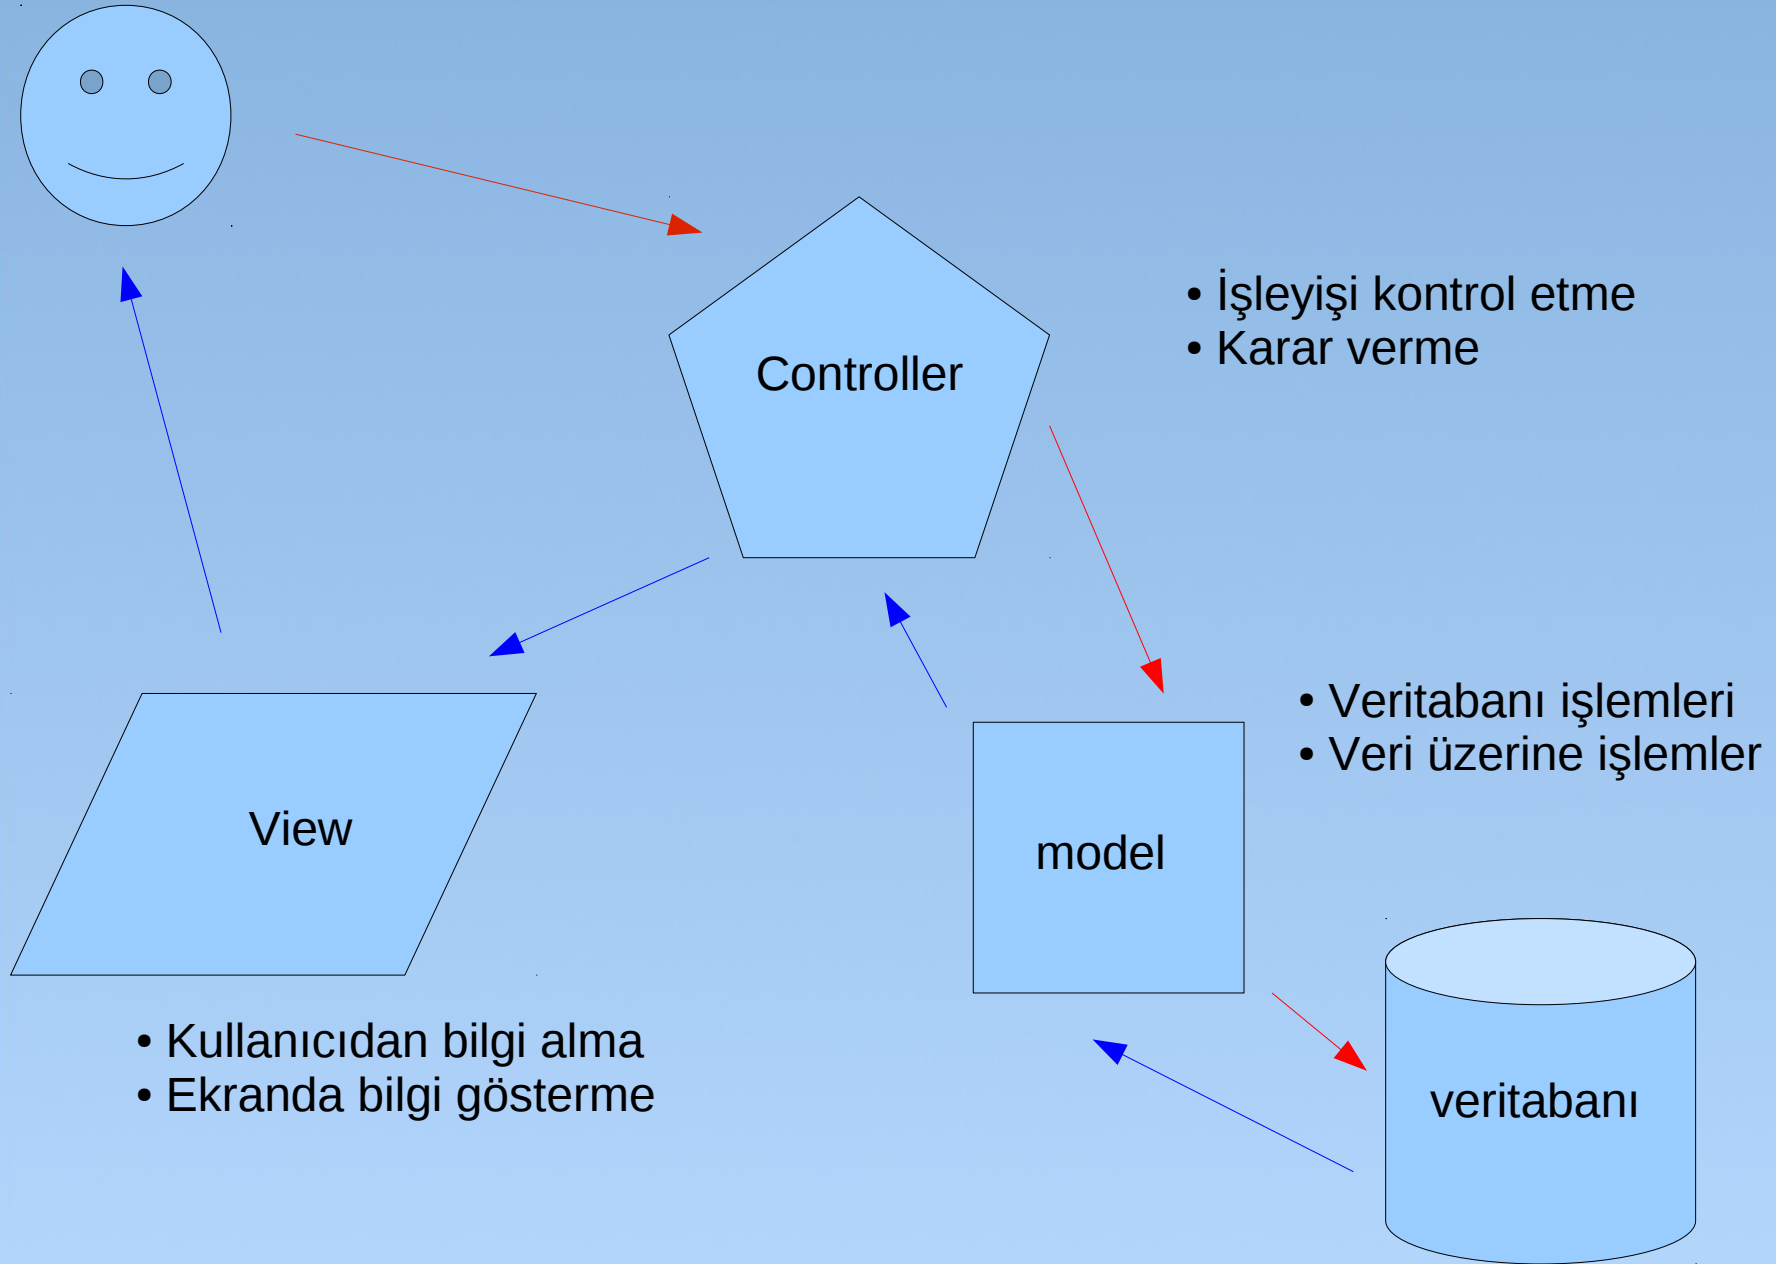 Controller
• İşleyişi kontrol etme
• Karar verme
View
• Kullanıcıdan bilgi alma
• Ekranda bilgi gösterme
model
• Veritabanı işlemleri
• Veri üzerine işlemler
veritabanı